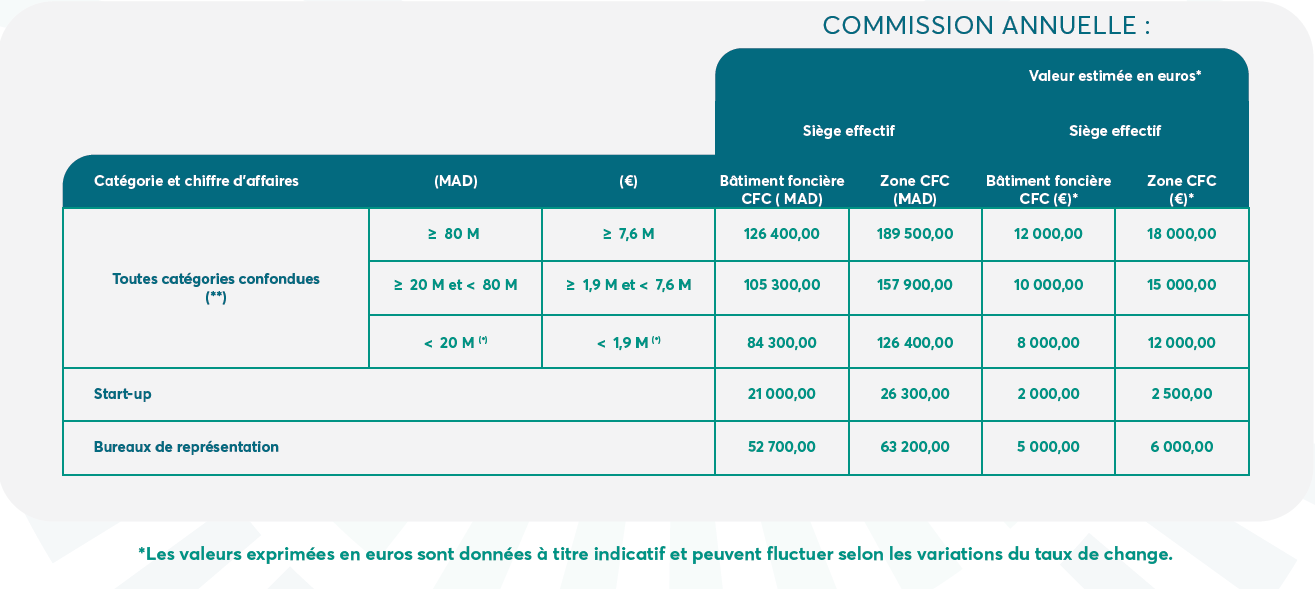 COMMISSION ANNUELLE :
Valeur estimée en euros*
Siège effectif Siège effectif
Catégorie et chiffre d'affaires (MAD) (€) Bâtiment foncière Zone CFC Bâtiment foncière Zone CFC
CFC ( MAD) (MAD) CFC (€)* (€)*
≥ 80 M ≥ 7,6 M 126 400,00 189 500,00 12 000,00 18 000,00
Toutes catégories confondues
(**)
≥ 20 M et < 80 M ≥ 1,9 M et < 7,6 M 105 300,00 157 900,00 10 000,00 15 000,00
< 20 M (*) < 1,9 M (*) 84 300,00 126 400,00 8 000,00 12 000,00
Start-up 21 000,00 26 300,00 2 000,00 2 500,00
Bureaux de représentation 52 700,00 63 200,00 5 000,00 6 000,00
*Les valeurs exprimées en euros sont données à titre indicatif et peuvent fluctuer selon les variations du taux de change.